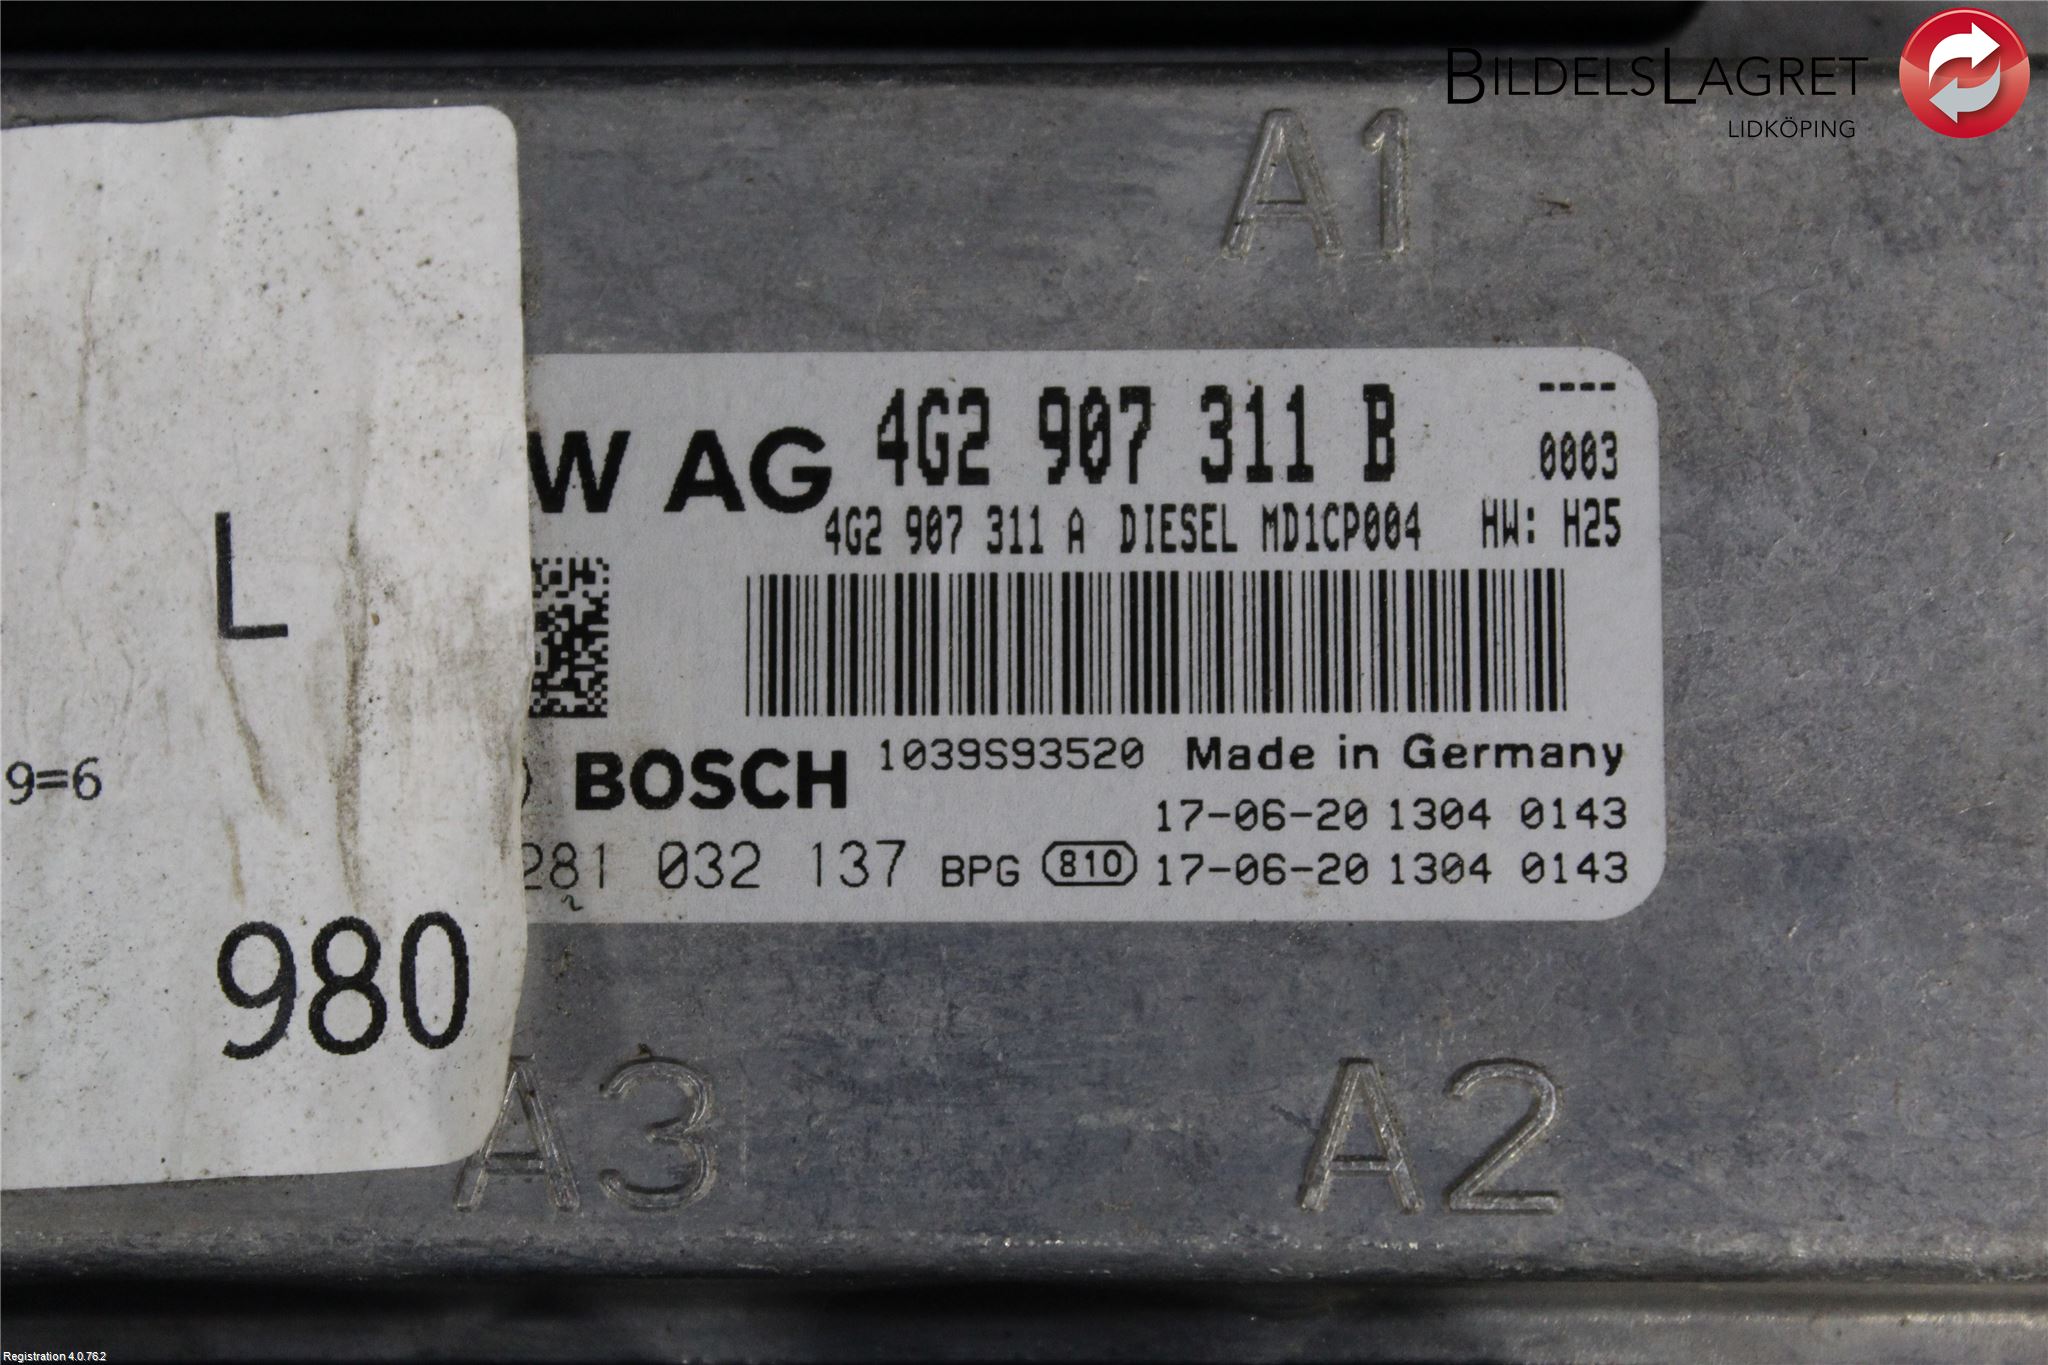 BILDELSLAGRET
LIDKÖPING
A1
W AG 4G2 907 311 B ----
0003
4G2 907 311 A DIESEL MD1CP004 HW: H25
L
BOSCH 1039S93520 Made in Germany
9=6
17-06-20 1304 0143
281 032 137 BPG 810 17-06-20 1304 0143
980
A3 A2
Registration 4.0.76.2